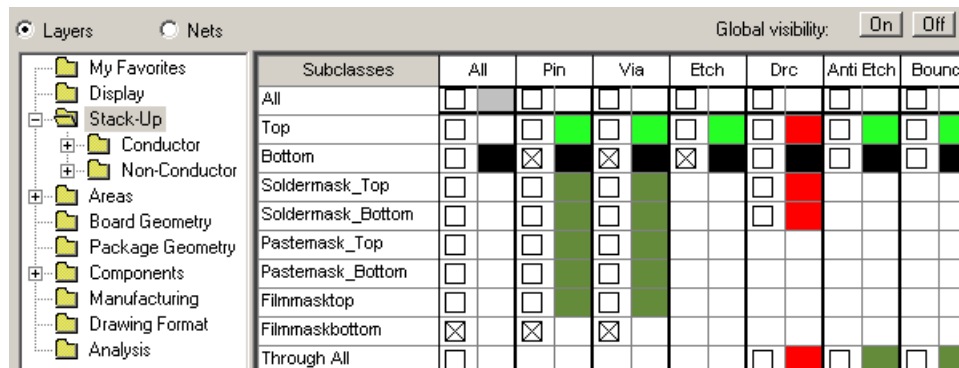 Layers Nets Global visibility: On Off
My Favorites
Display
Stack-Up
Conductor
Non-Conductor
Areas
Board Geometry
Package Geometry
Components
Manufacturing
Drawing Format
Analysis
Subclasses All Pin Via Etch Drc Anti Etch Bounc
All
Top
Bottom
Soldermask_Top
Soldermask_Bottom
Pastemask_Top
Pastemask_Bottom
Filmmasktop
Filmmaskbottom
Through All